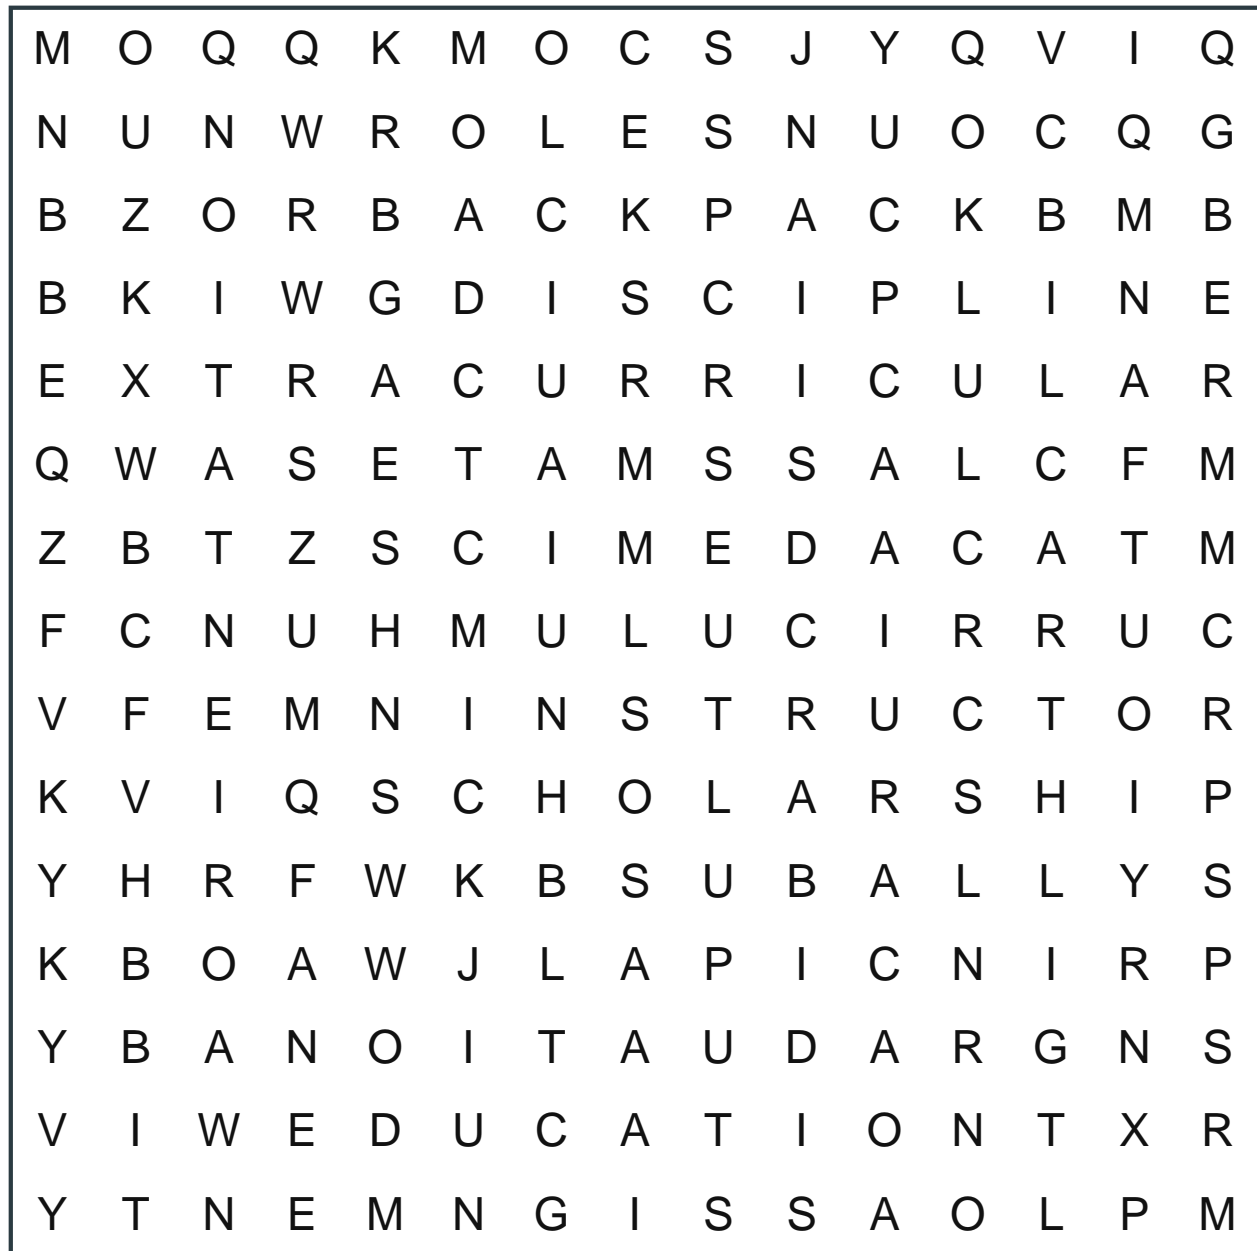 M O Q Q K M O C S J Y Q V I Q
N U N W R O L E S N U O C Q G
B Z O R B A C K P A C K B M B
B K I W G D I S C I P L I N E
E X T R A C U R R I C U L A R
Q W A S E T A M S S A L C F M
Z B T Z S C I M E D A C A T M
F C N U H M U L U C I R R U C
V F E M N I N S T R U C T O R
K V I Q S C H O L A R S H I P
Y H R F W K B S U B A L L Y S
K B O A W J L A P I C N I R P
Y B A N O I T A U D A R G N S
V I W E D U C A T I O N T X R
Y T N E M N G I S S A O L P M